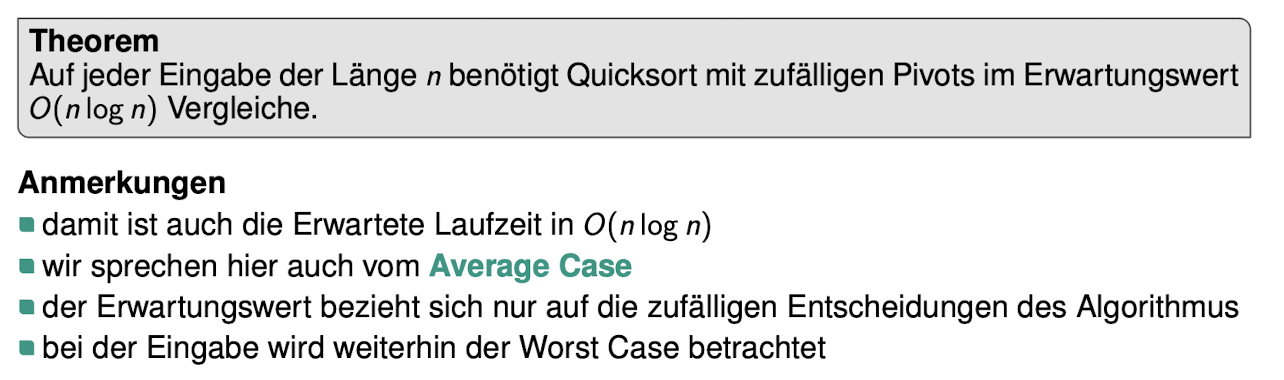 Theorem
Auf jeder Eingabe der Länge n benötigt Quicksort mit zufälligen Pivots im Erwartungswert
O(n log n) Vergleiche.
Anmerkungen
damit ist auch die Erwartete Laufzeit in O(n log n)
wir sprechen hier auch vom Average Case
der Erwartungswert bezieht sich nur auf die zufälligen Entscheidungen des Algorithmus
bei der Eingabe wird weiterhin der Worst Case betrachtet